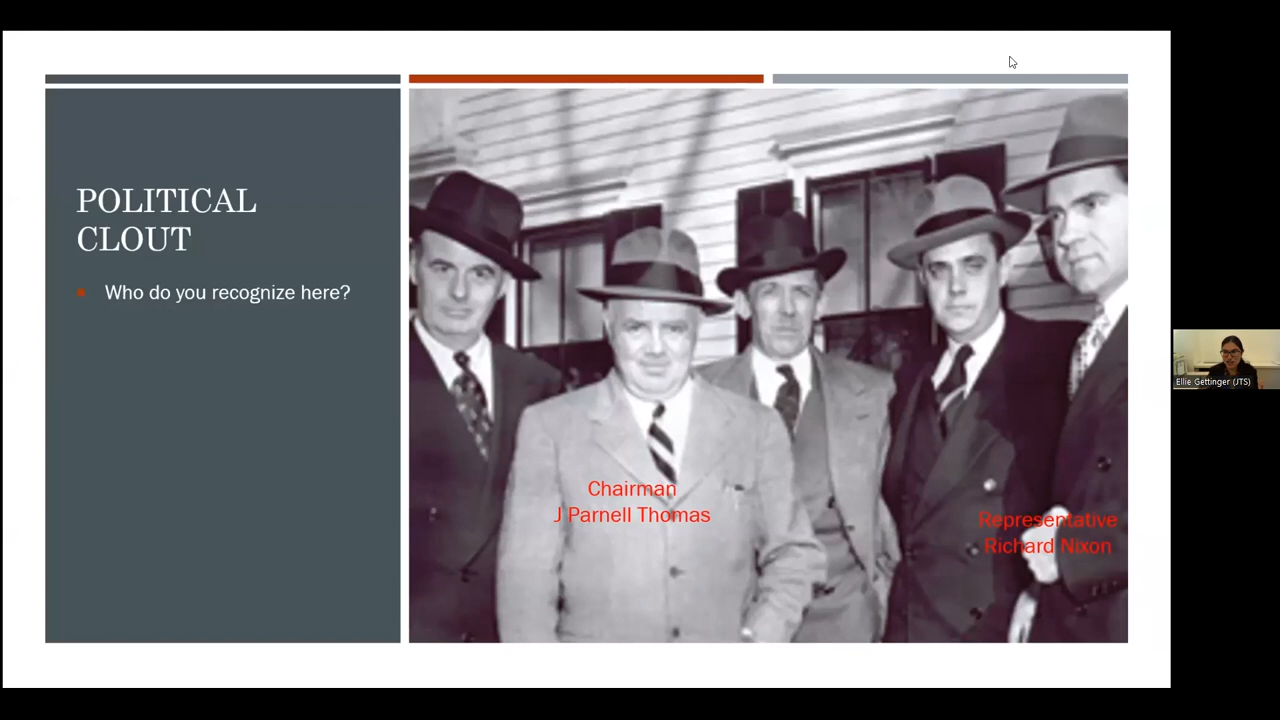 POLITICAL
CLOUT
Who do you recognize here?
Chairman
J Parnell Thomas
Representative
Richard Nixon
Ellie Gettinger (JTS)